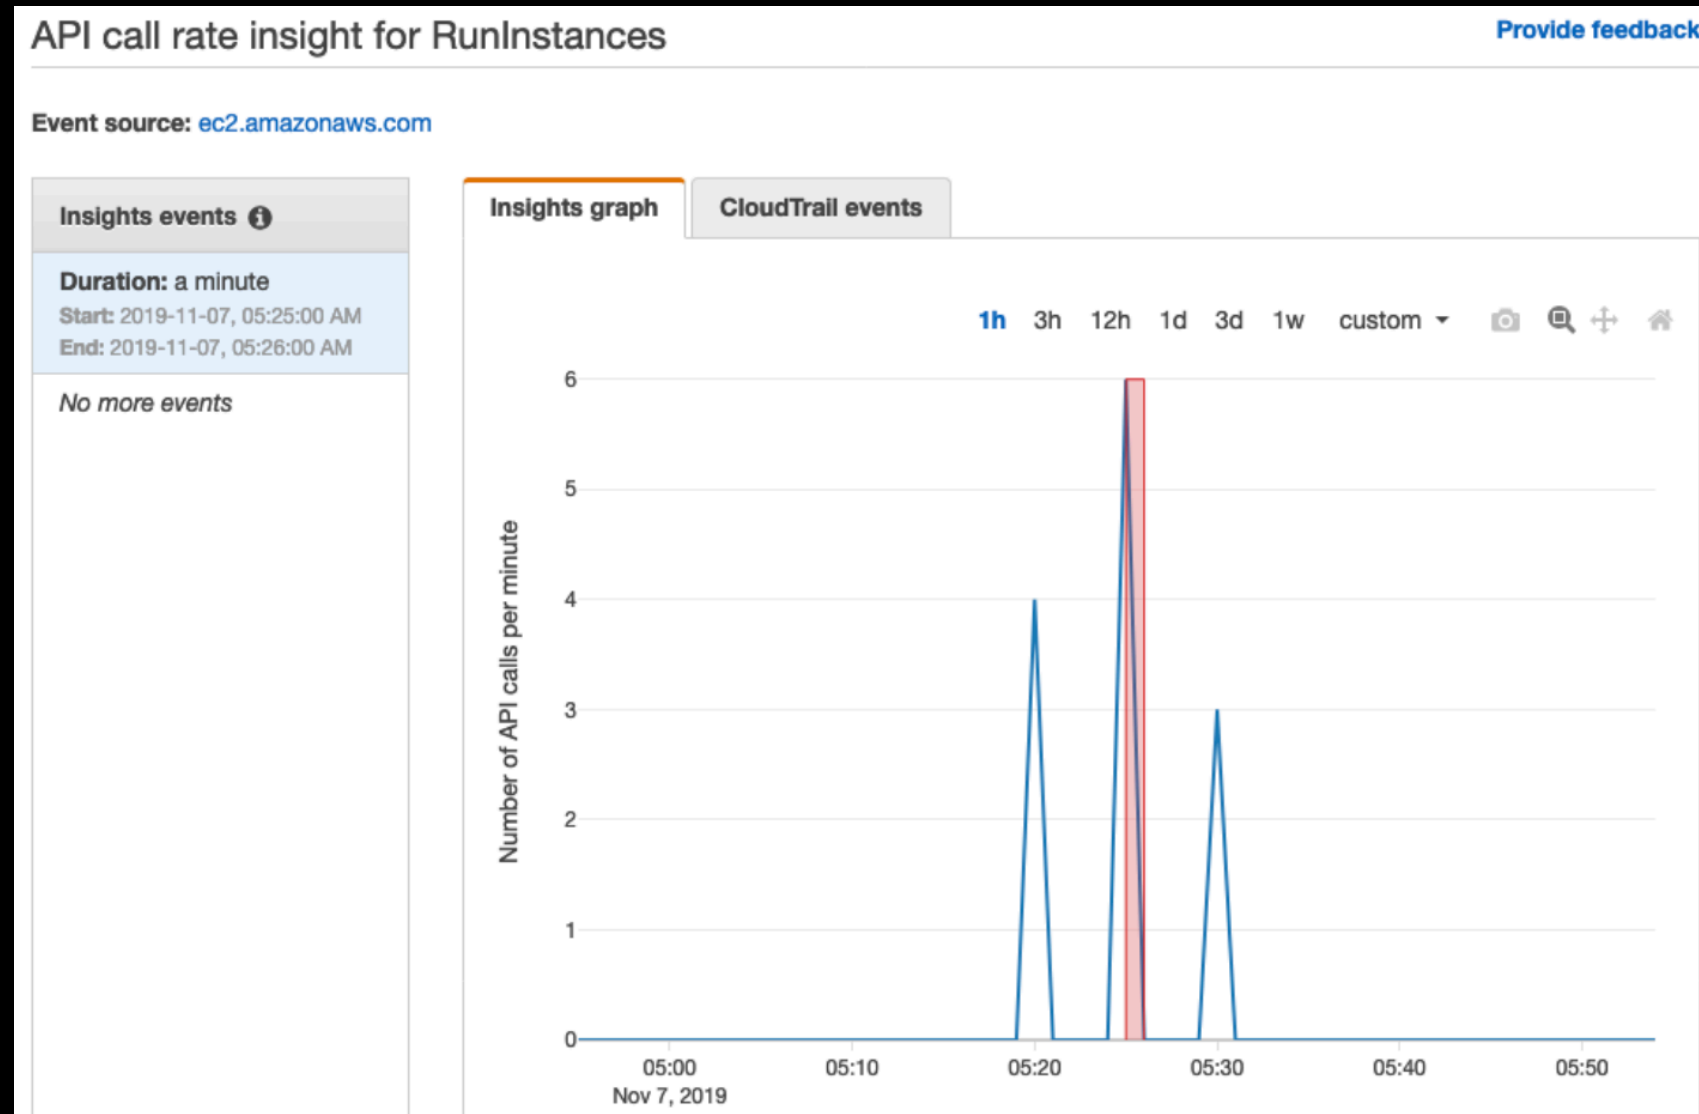 API call rate insight for RunInstances
Provide feedback
Event source: ec2.amazonaws.com
Insights events
Duration: a minute
Start: 2019-11-07, 05:25:00 AM
End: 2019-11-07, 05:26:00 AM
No more events
Insights graph
CloudTrail events
1h 3h 12h 1d 3d 1w custom
Number of API calls per minute
6
5
4
3
2
1
0
05:00 05:10 05:20 05:30 05:40 05:50
Nov 7, 2019